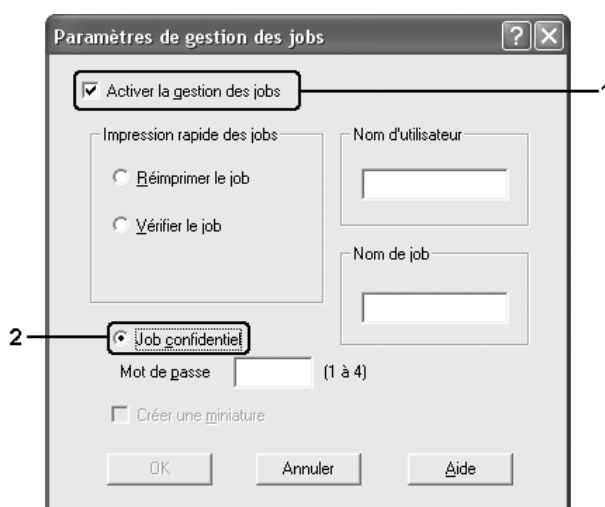 Paramètres de gestion des jobs
Activer la gestion des jobs
1
Impression rapide des jobs
Nom d'utilisateur
Réimprimer le job
Vérifier le job
Nom de job
2
Job confidentiel
Mot de passe
(1 à 4)
Créer une miniature
OK
Annuler
Aide